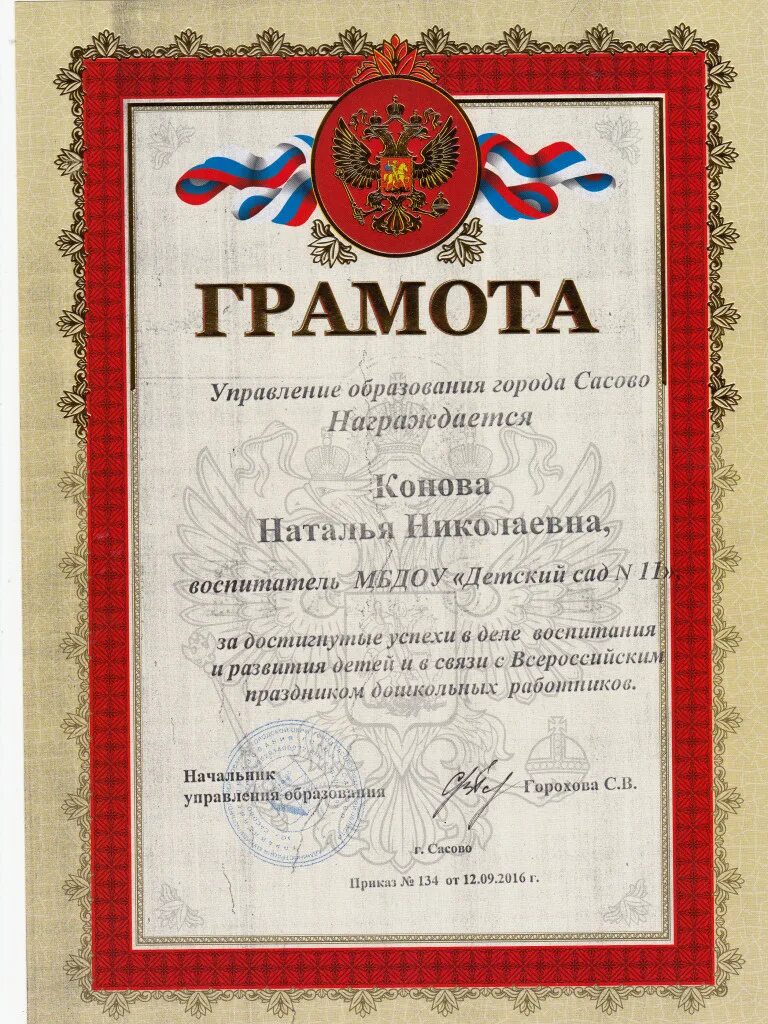 ГРАМОТА
Управление образования города Сасово
Награждается
Конова
Наталья Николаевна,
воспитатель МБДОУ «Детский сад N 11»,
за достигнутые успехи в деле воспитания
и развития детей и в связи с Всероссийским
праздником дошкольных работников.
Начальник
управления образования
Горохова С.В.
г. Сасово
Приказ № 134 от 12.09.2016 г.